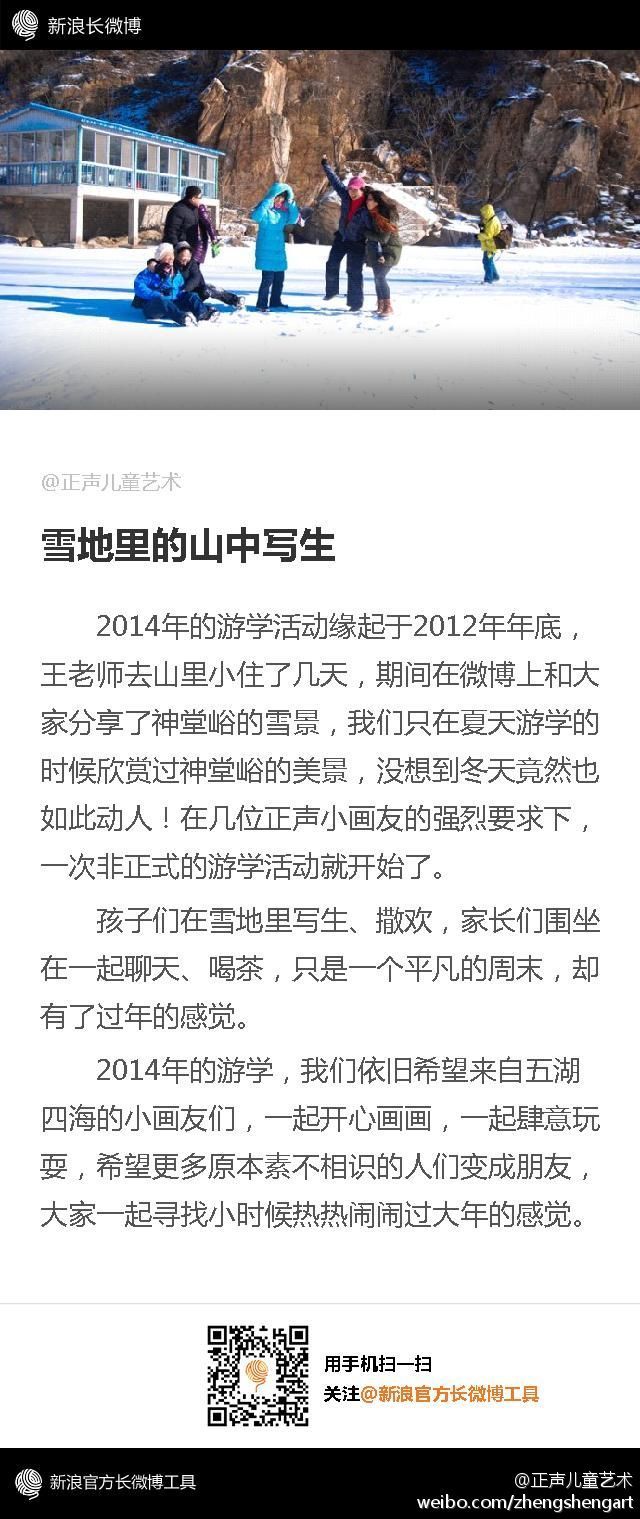 新浪长微博
@正声儿童艺术
雪地里的山中写生
2014年的游学活动缘起于2012年年底，
王老师去山里小住了几天，期间在微博上和大
家分享了神堂峪的雪景，我们只在夏天游学的
时候欣赏过神堂峪的美景，没想到冬天竟然也
如此动人！在几位正声小画友的强烈要求下，
一次非正式的游学活动就开始了。
孩子们在雪地里写生、撒欢，家长们围坐
在一起聊天、喝茶，只是一个平凡的周末，却
有了过年的感觉。
2014年的游学，我们依旧希望来自五湖
四海的小画友们，一起开心画画，一起肆意玩
耍，希望更多原本素不相识的人们变成朋友，
大家一起寻找小时候热热闹闹过大年的感觉。
用手机扫一扫
关注@新浪官方长微博工具
新浪官方长微博工具
@正声儿童艺术
weibo.com/zhengshengart